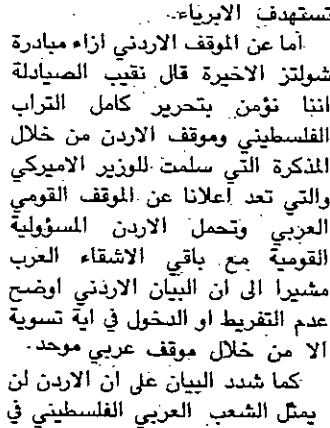 تستهدف الابرياء.
اما عن الموقف الاردني ازاء مبادرة
شولتز الاخيرة قال نقيب الصيادلة
اننا نؤمن بتحرير كامل التراب
الفلسطيني وموقف الاردن من خلال
المذكرة التي سلمت للوزير الاميركي
والتي تعد اعلانا عن الموقف القومي
العربي وتحمل الاردن المسؤولية
القومية مع باقي الاشقاء العرب
مشيرا الى ان البيان الاردني اوضح
عدم التفريط او الدخول في اية تسوية
الا من خلال موقف عربي موحد.
كما شدد البيان على ان الاردن لن
يمثل الشعب العربي الفلسطيني في